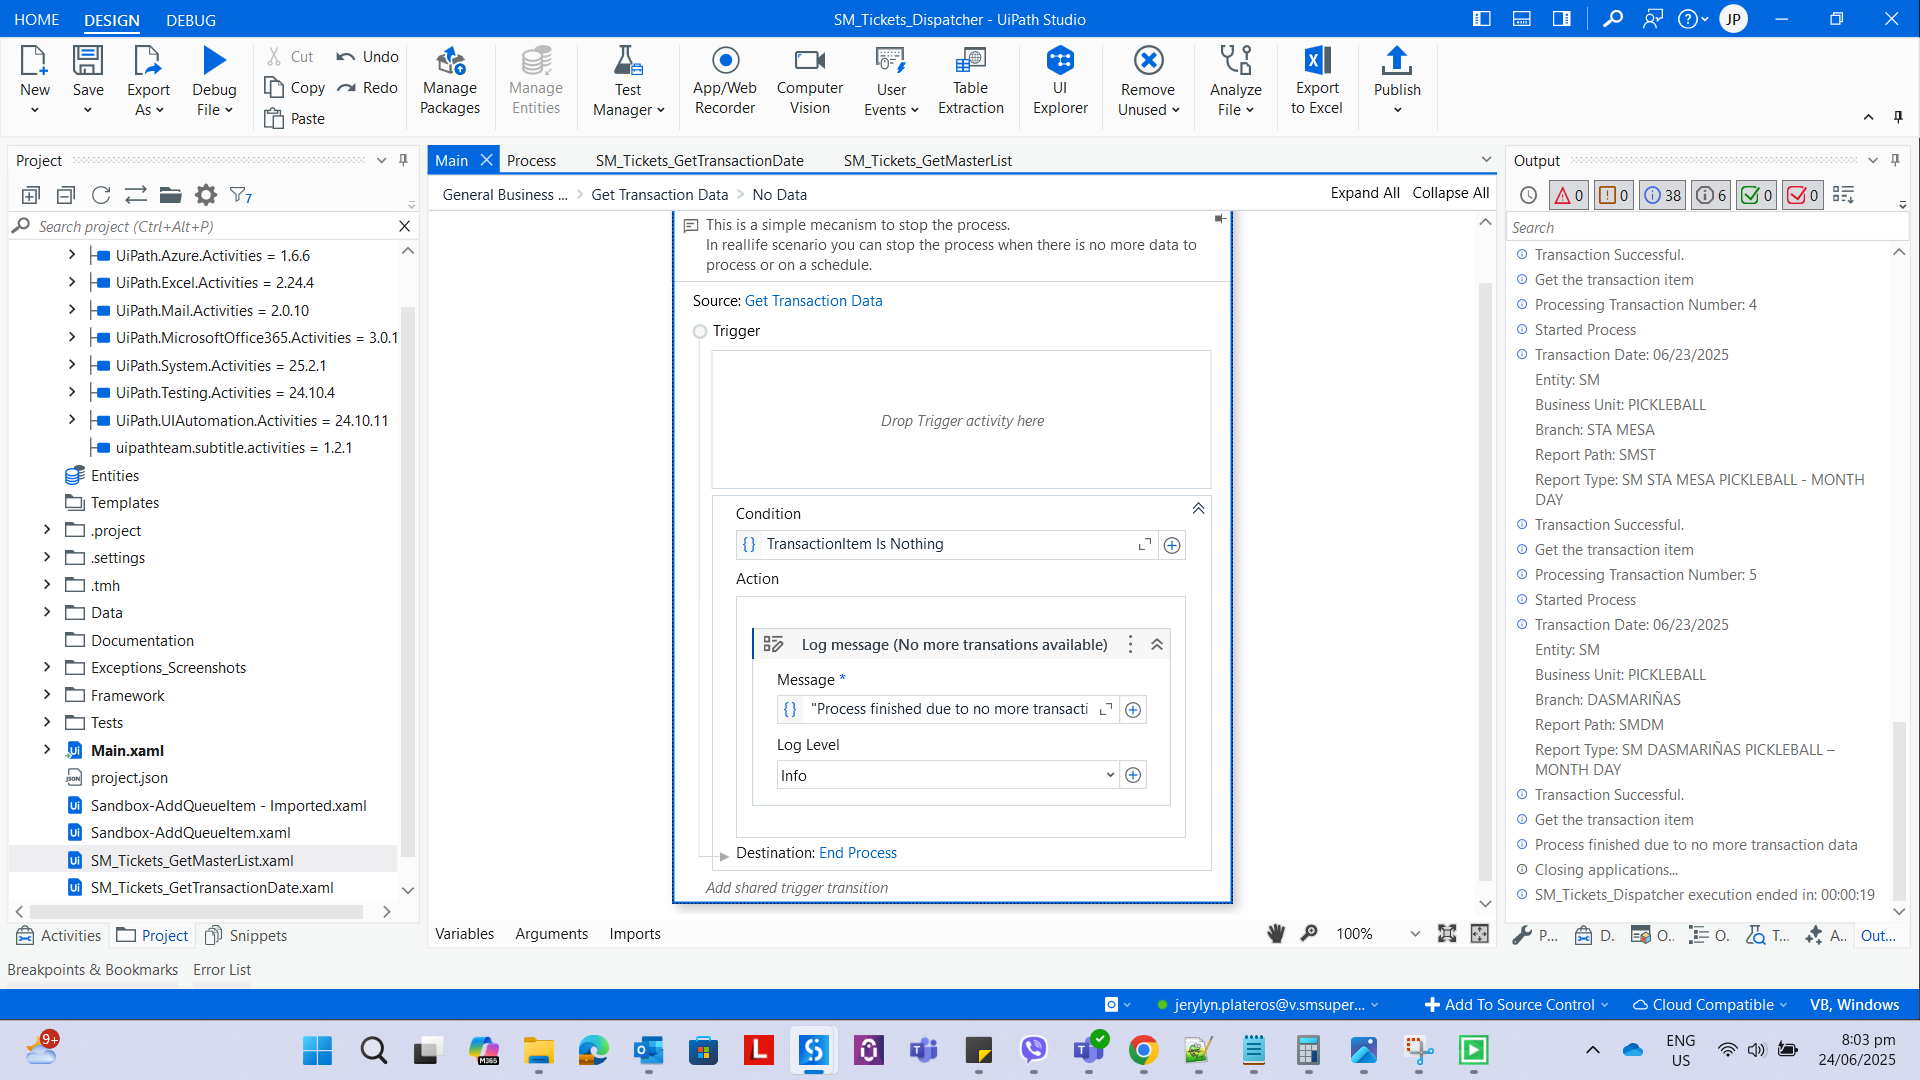 HOME DESIGN DEBUG
SM_Tickets_Dispatcher - UiPath Studio
JP
New
Save
Export As
Debug File
Cut
Copy
Paste
Undo
Redo
Manage Packages
Manage Entities
Test Manager
App/Web Recorder
Computer Vision
User Events
Table Extraction
UI Explorer
Remove Unused
Analyze File
Export to Excel
Publish
Project
7
Search project (Ctrl+Alt+P)
UiPath.Azure.Activities = 1.6.6
UiPath.Excel.Activities = 2.24.4
UiPath.Mail.Activities = 2.0.10
UiPath.MicrosoftOffice365.Activities = 3.0.1
UiPath.System.Activities = 25.2.1
UiPath.Testing.Activities = 24.10.4
UiPath.UIAutomation.Activities = 24.10.11
uipathteam.subtitle.activities = 1.2.1
Entities
Templates
.project
.settings
.tmh
Data
Documentation
Exceptions_Screenshots
Framework
Tests
Main.xaml
project.json
Sandbox-AddQueueItem - Imported.xaml
Sandbox-AddQueueItem.xaml
SM_Tickets_GetMasterList.xaml
SM_Tickets_GetTransactionDate.xaml
Activities Project Snippets
Breakpoints & Bookmarks Error List
Main Process SM_Tickets_GetTransactionDate SM_Tickets_GetMasterList
General Business ... > Get Transaction Data > No Data
Expand All Collapse All
This is a simple mecanism to stop the process.
In reallife scenario you can stop the process when there is no more data to
process or on a schedule.
Source: Get Transaction Data
Trigger
Drop Trigger activity here
Condition
{} TransactionItem Is Nothing
Action
Log message (No more transations available)
Message *
{} "Process finished due to no more transacti
Log Level
Info
Destination: End Process
Add shared trigger transition
Variables Arguments Imports
100%
Output
0 0 38 6 0 0
Search
Transaction Successful.
Get the transaction item
Processing Transaction Number: 4
Started Process
Transaction Date: 06/23/2025
Entity: SM
Business Unit: PICKLEBALL
Branch: STA MESA
Report Path: SMST
Report Type: SM STA MESA PICKLEBALL - MONTH
DAY
Transaction Successful.
Get the transaction item
Processing Transaction Number: 5
Started Process
Transaction Date: 06/23/2025
Entity: SM
Business Unit: PICKLEBALL
Branch: DASMARIÑAS
Report Path: SMDM
Report Type: SM DASMARIÑAS PICKLEBALL –
MONTH DAY
Transaction Successful.
Get the transaction item
Process finished due to no more transaction data
Closing applications...
SM_Tickets_Dispatcher execution ended in: 00:00:19
P... D. O.. O.. T... A.. Out...
jerylyn.plateros@v.smsuper... Add To Source Control Cloud Compatible VB, Windows
9+
M365
ENG
US
8:03 pm
24/06/2025